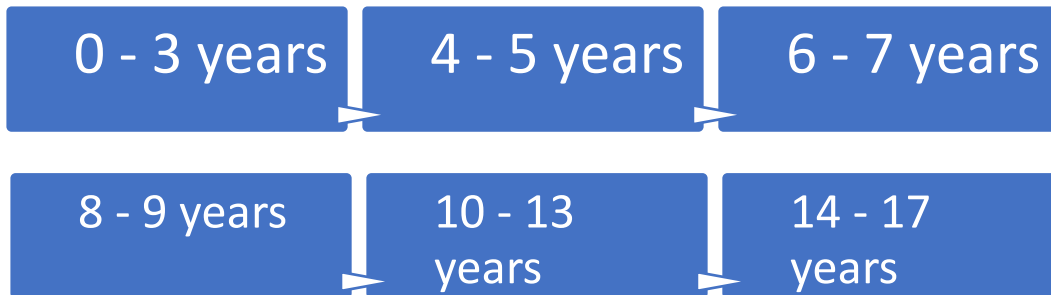 0 - 3 years
4 - 5 years
6 - 7 years
8 - 9 years
10 - 13
years
14 - 17
years